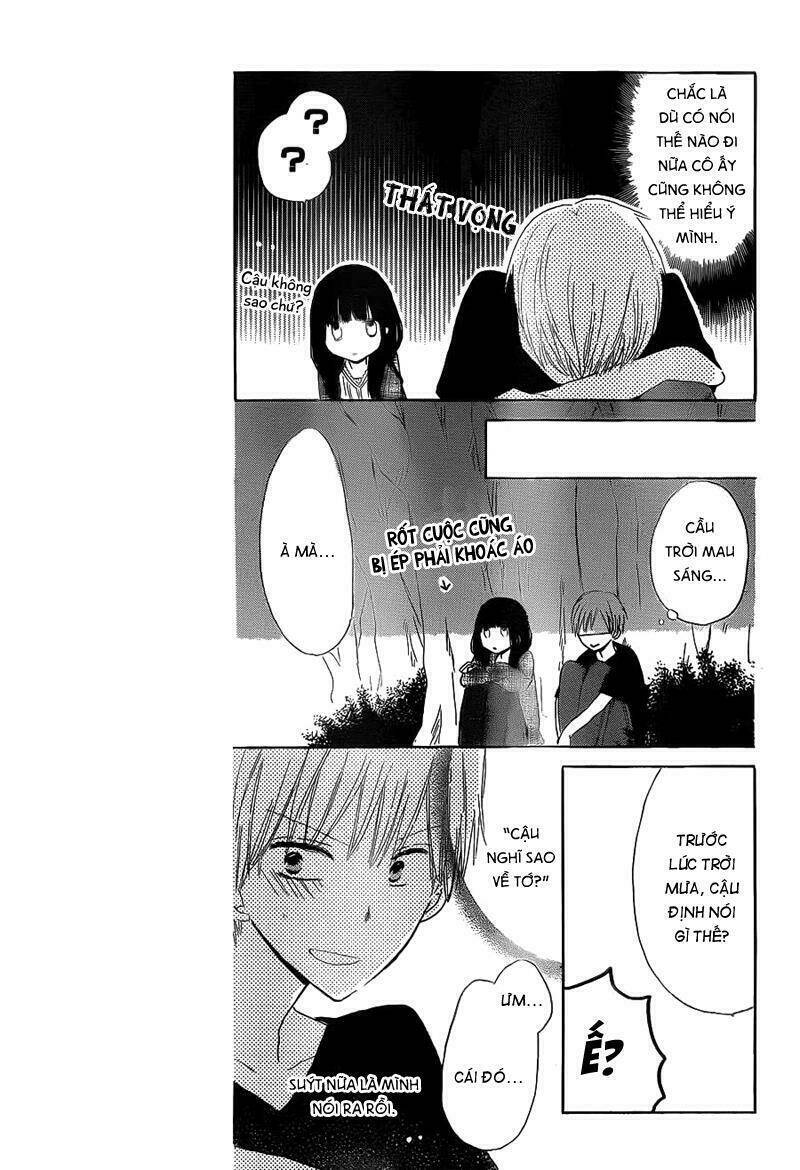 CHẮC LÀ
DÙ CÓ NÓI
THẾ NÀO ĐI
NỮA CÔ ẤY
CŨNG KHÔNG
THỂ HIỂU Ý
MÌNH.
THẤT VỌNG
?
?
Cậu không
sao chứ?
CẦU
TRỜI MAU
SÁNG...
RỐT CUỘC CŨNG
BỊ ÉP PHẢI KHOÁC ÁO
À MÀ...
TRƯỚC
LÚC TRỜI
MƯA, CẬU
ĐỊNH NÓI
GÌ THẾ?
Ế?
"CẬU
NGHĨ SAO
VỀ TỚ?"
ƯM...
CÁI ĐÓ...
SUÝT NỮA LÀ MÌNH
NÓI RA RỒI.